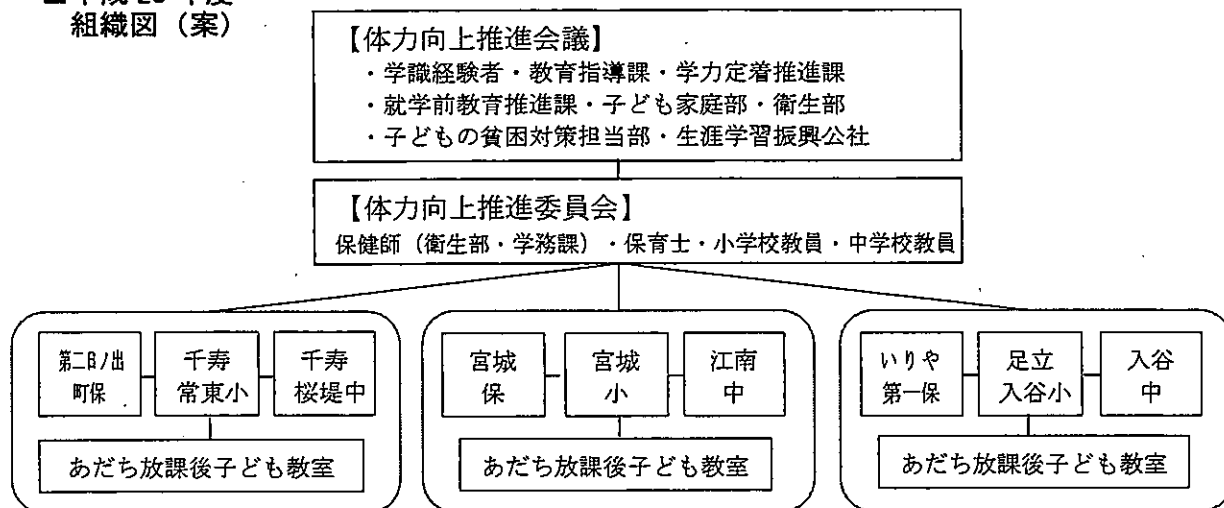 組織図（案）
【体力向上推進会議】
・学識経験者・教育指導課・学力定着推進課
・就学前教育推進課・子ども家庭部・衛生部
・子どもの貧困対策担当部・生涯学習振興公社
【体力向上推進委員会】
保健師（衛生部・学務課）・保育士・小学校教員・中学校教員
第二日ノ出
町保
千寿
常東小
千寿
桜堤中
あだち放課後子ども教室
宮城
保
宮城
小
江南
中
あだち放課後子ども教室
いりや
第一保
足立
入谷小
入谷
中
あだち放課後子ども教室